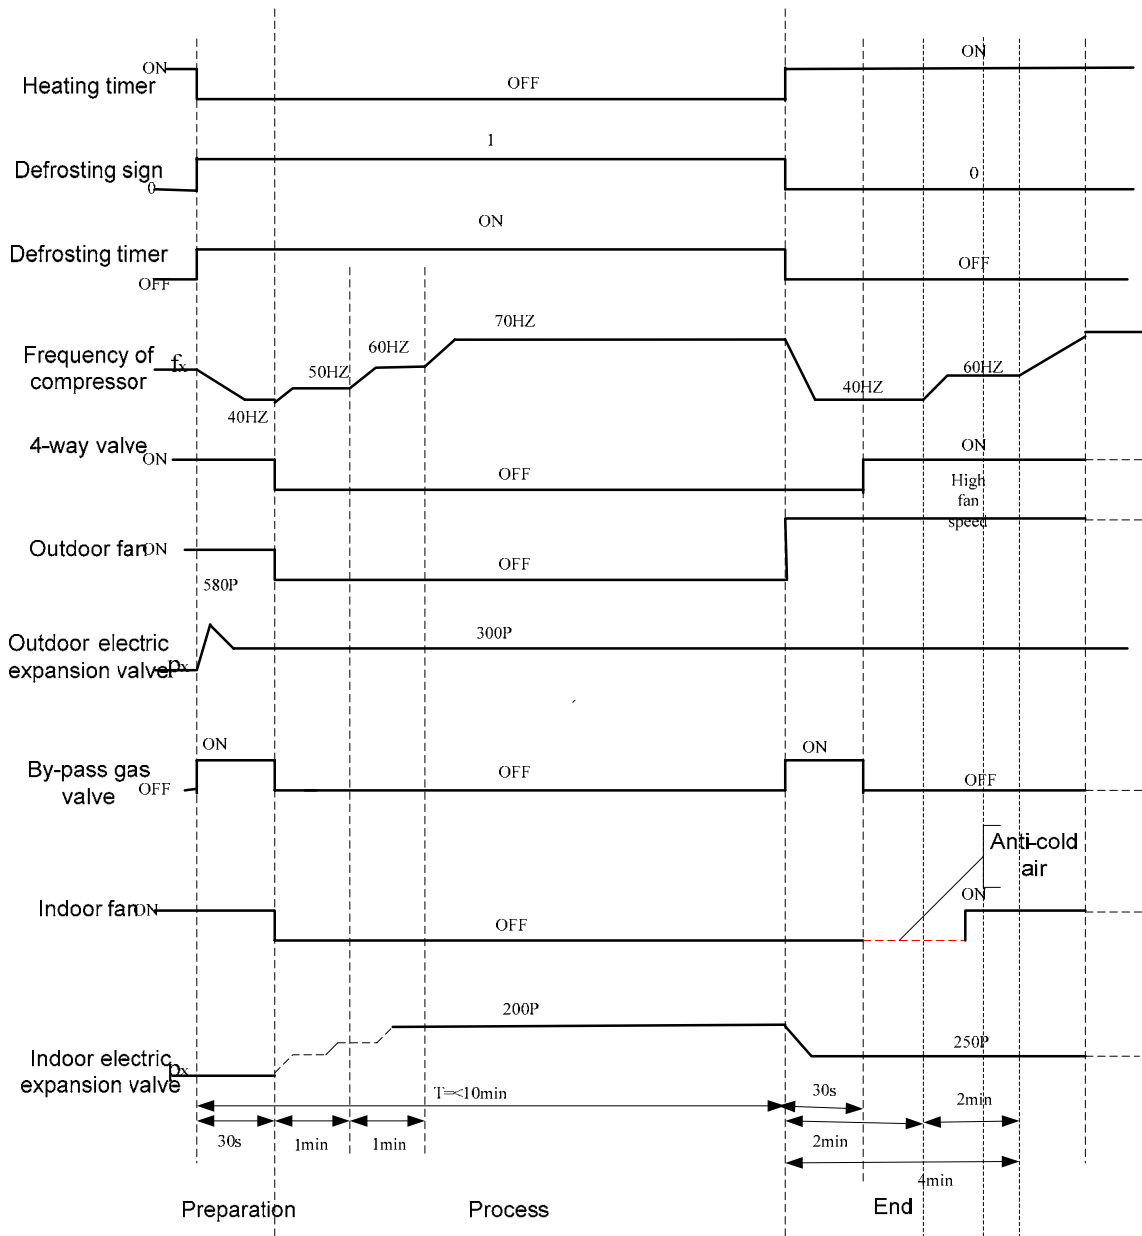 ON
ON
Heating timer
OFF
1
Defrosting sign
0
0
ON
Defrosting timer
OFF
OFF
70HZ
60HZ
Frequency of
compressor
fx
50HZ
60HZ
40HZ
40HZ
4-way valve
ON
ON
OFF
High
fan
speed
Outdoor fan
ON
OFF
580P
300P
Outdoor electric
expansion valve
px
ON
ON
By-pass gas
valve
OFF
OFF
OFF
Anti-cold
air
ON
Indoor fan
ON
OFF
200P
250P
Indoor electric
expansion valve
px
T=<10min
30s
2min
30s
1min
1min
2min
4min
Preparation
Process
End